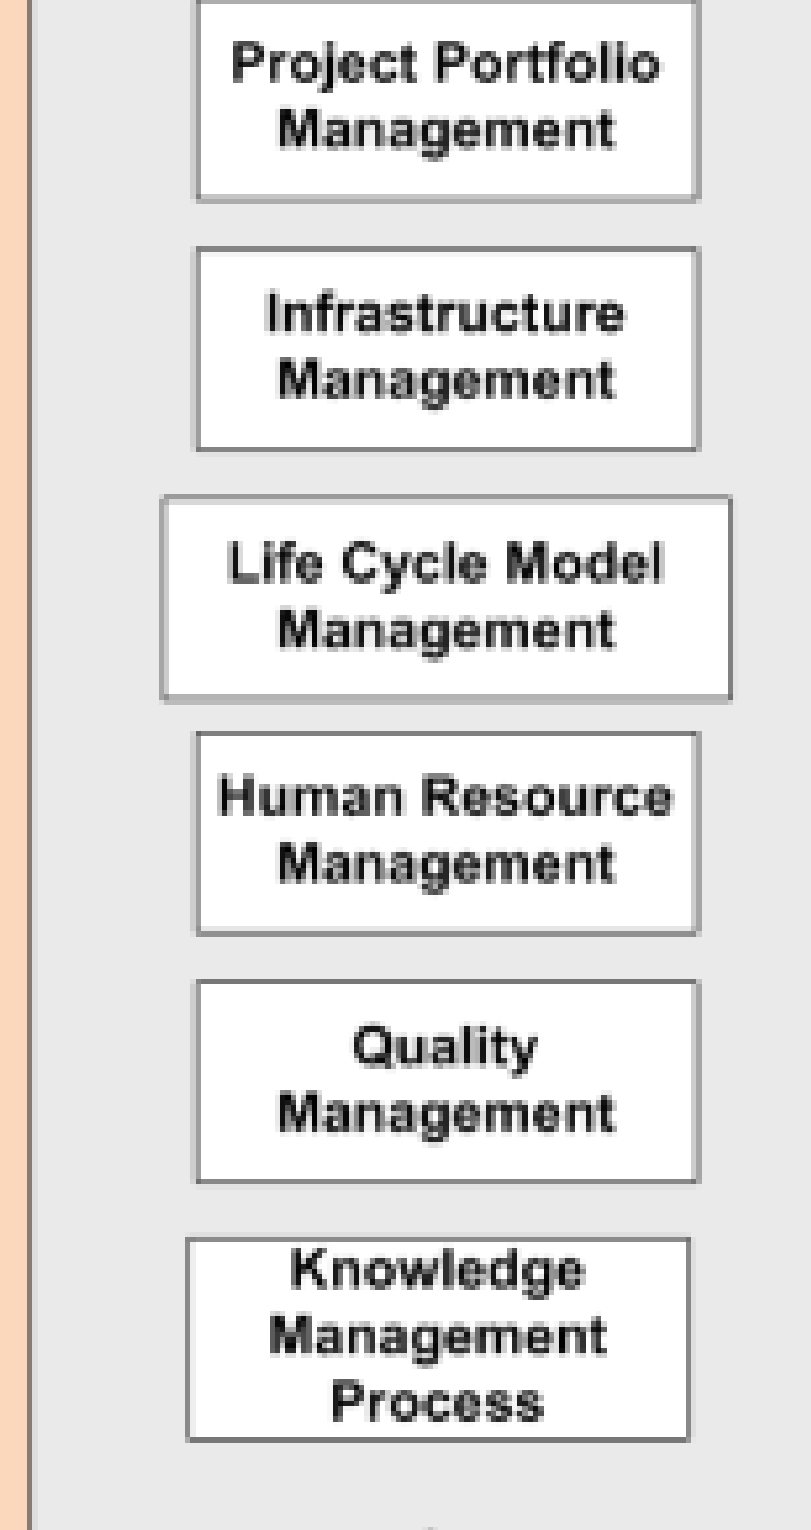 Project Portfolio
Management
Infrastructure
Management
Life Cycle Model
Management
Human Resource
Management
Quality
Management
Knowledge
Management
Process